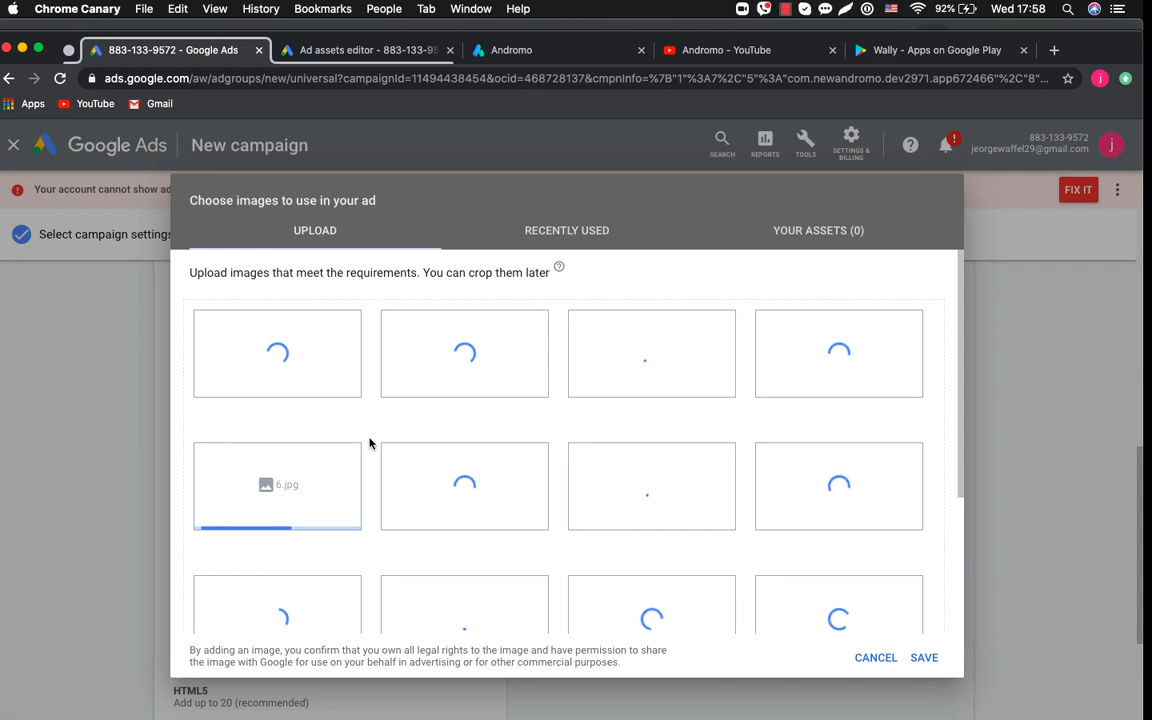 Chrome Canary File Edit View History Bookmarks People Tab Window Help 92% Wed 17:58
883-133-9572 - Google Ads
Ad assets editor - 883-133-95
Andromo
Andromo - YouTube
Wally - Apps on Google Play
ads.google.com/aw/adgroups/new/universal?campaignId=11494438454&ocid=468728137&cmpnInfo=%7B"1"%3A7%2C"5"%3A"com.newandromo.dev2971.app672466"%2C"8"...
Apps YouTube Gmail
Google Ads New campaign
SEARCH
REPORTS
TOOLS
SETTINGS &
BILLING
883-133-9572
jeorgewaffel29@gmail.com
Your account cannot show ad
FIX IT
Select campaign settings
Choose images to use in your ad
UPLOAD RECENTLY USED YOUR ASSETS (0)
Upload images that meet the requirements. You can crop them later
6.jpg
By adding an image, you confirm that you own all legal rights to the image and have permission to share
the image with Google for use on your behalf in advertising or for other commercial purposes.
CANCEL SAVE
HTML5
Add up to 20 (recommended)